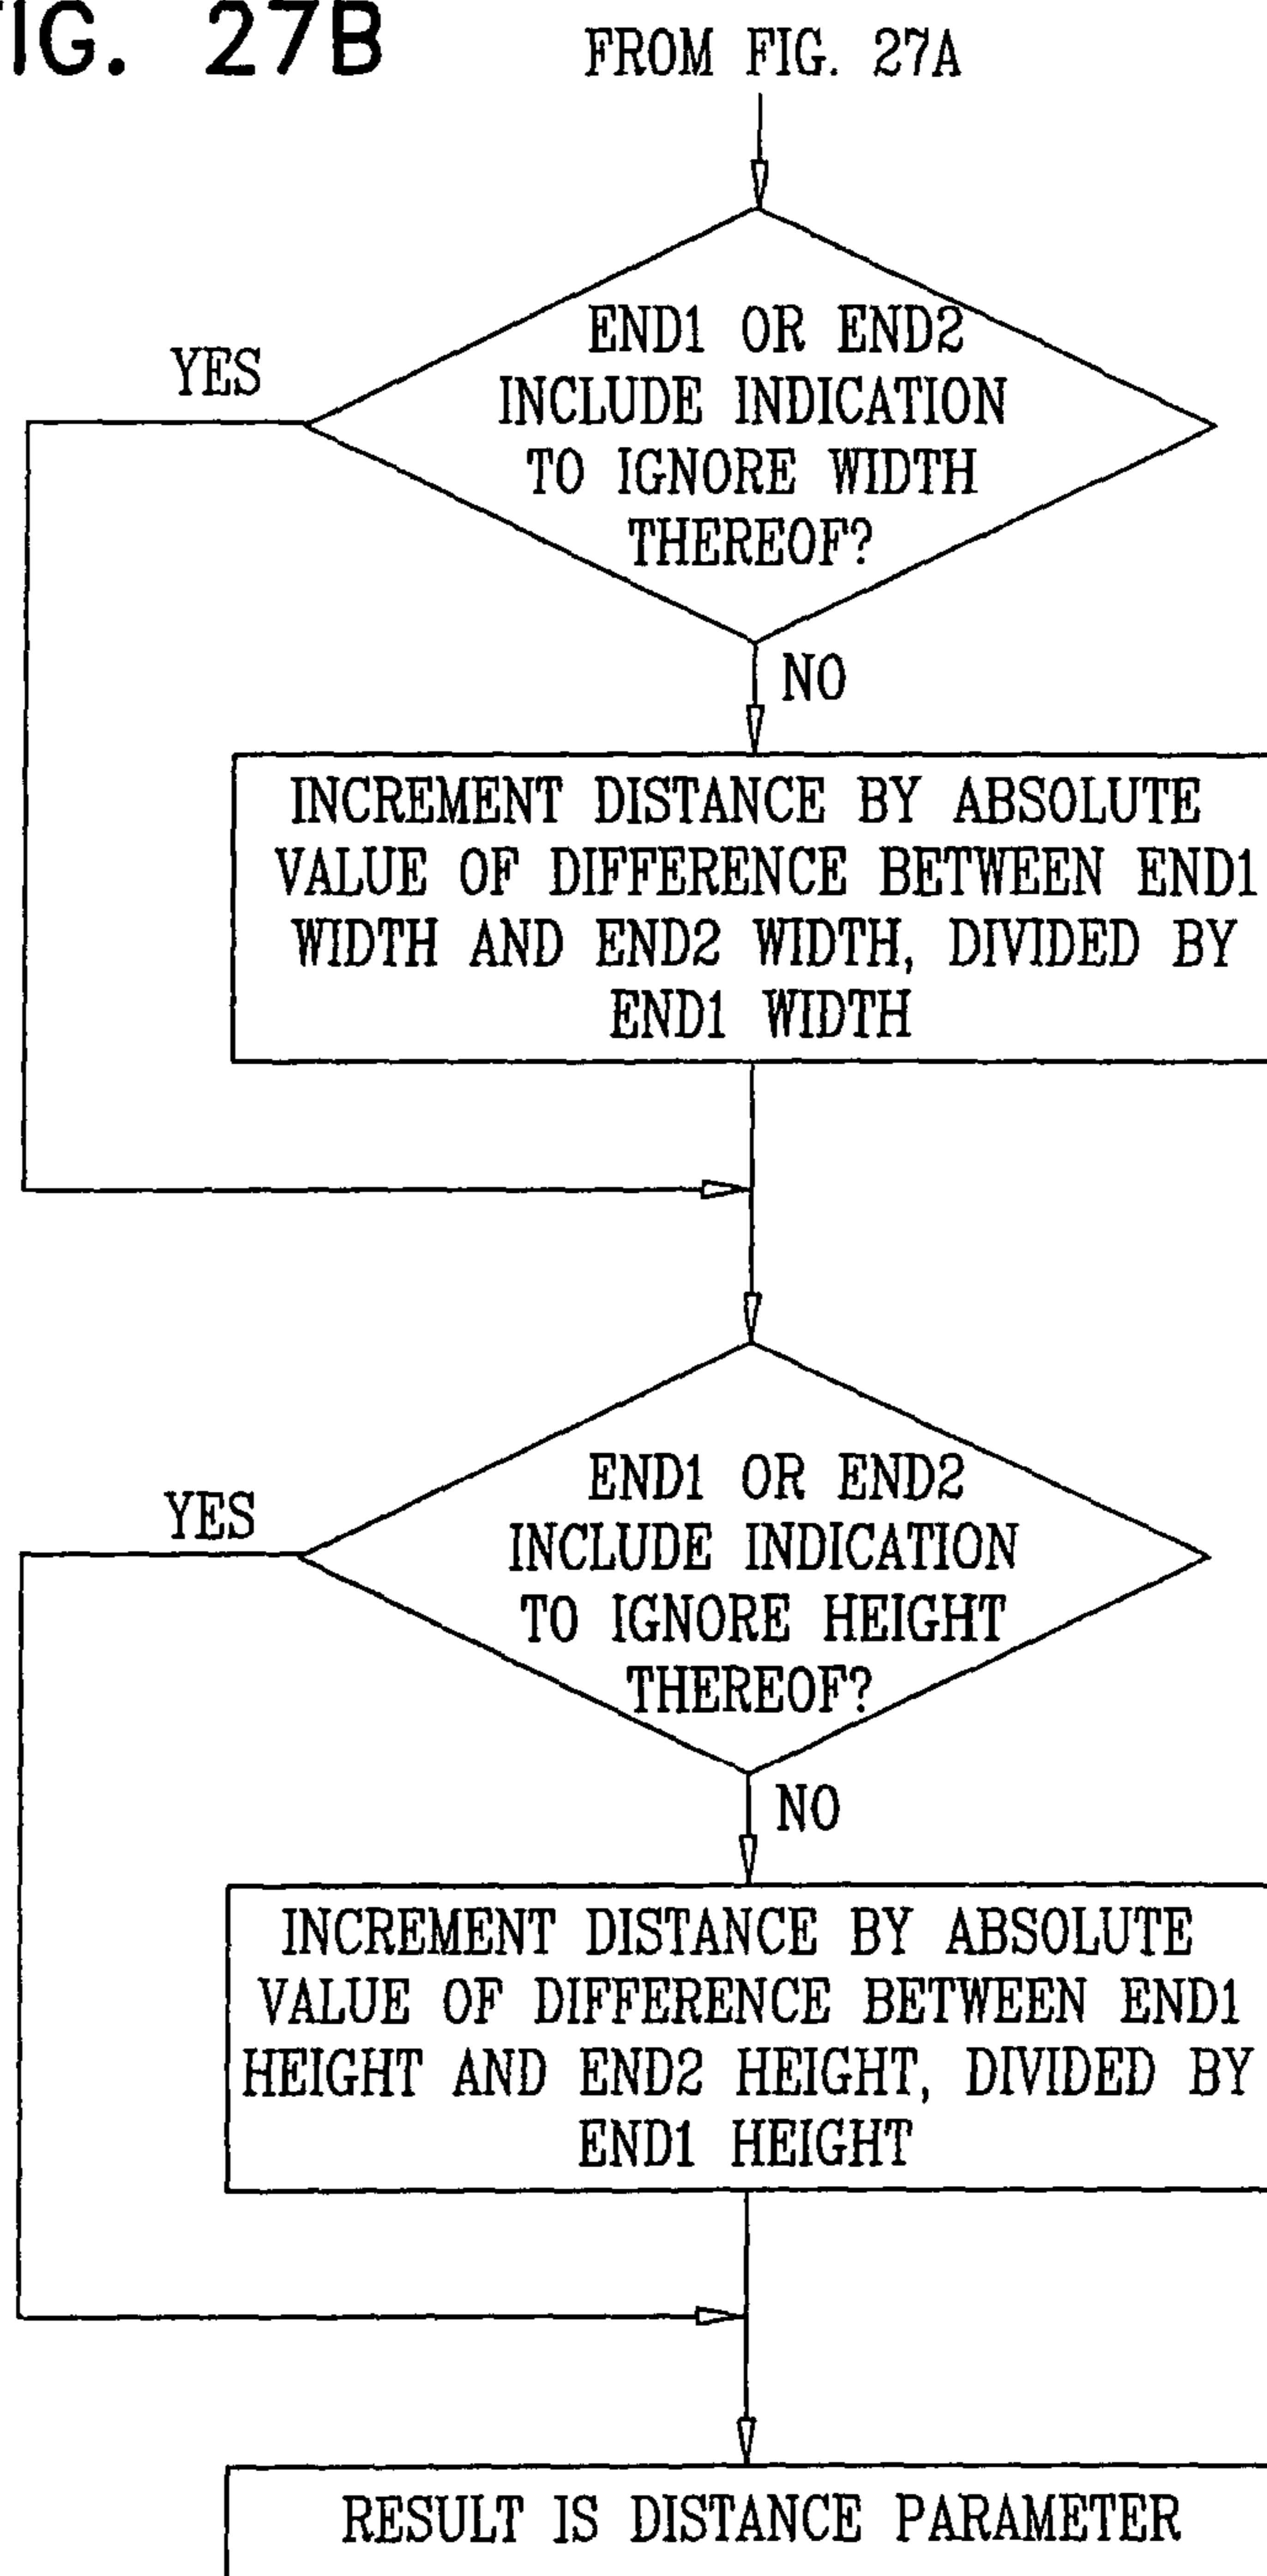 FIG. 27B
FROM FIG. 27A
END1 OR END2
INCLUDE INDICATION
TO IGNORE WIDTH
THEREOF?
YES
NO
INCREMENT DISTANCE BY ABSOLUTE
VALUE OF DIFFERENCE BETWEEN END1
WIDTH AND END2 WIDTH, DIVIDED BY
END1 WIDTH
END1 OR END2
INCLUDE INDICATION
TO IGNORE HEIGHT
THEREOF?
YES
NO
INCREMENT DISTANCE BY ABSOLUTE
VALUE OF DIFFERENCE BETWEEN END1
HEIGHT AND END2 HEIGHT, DIVIDED BY
END1 HEIGHT
RESULT IS DISTANCE PARAMETER